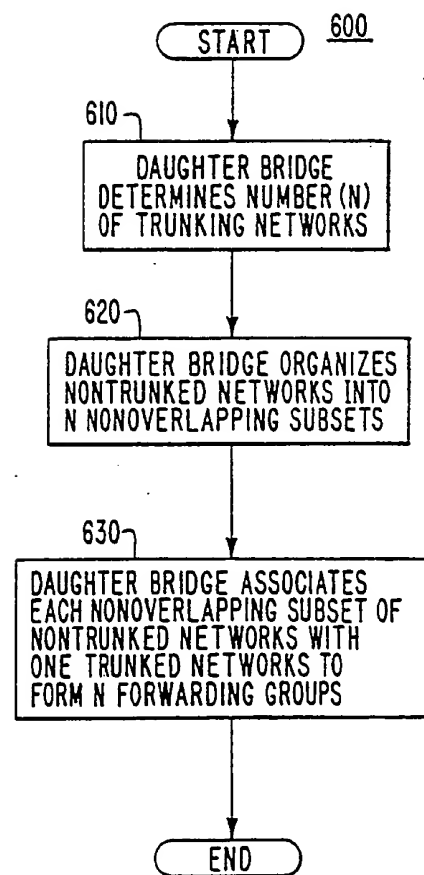 START
600
610
DAUGHTER BRIDGE
DETERMINES NUMBER (N)
OF TRUNKING NETWORKS
620
DAUGHTER BRIDGE ORGANIZES
NONTRUNKED NETWORKS INTO
N NONOVERLAPPING SUBSETS
630
DAUGHTER BRIDGE ASSOCIATES
EACH NONOVERLAPPING SUBSET OF
NONTRUNKED NETWORKS WITH
ONE TRUNKED NETWORKS TO
FORM N FORWARDING GROUPS
END